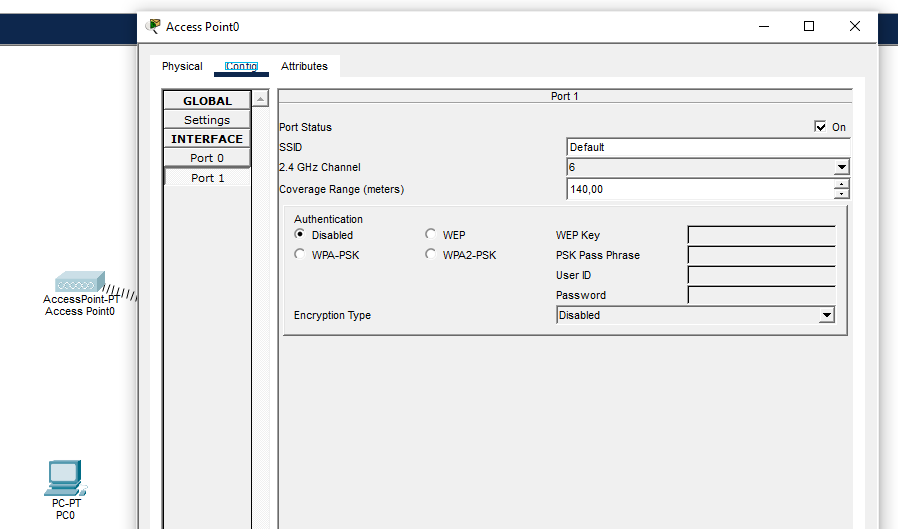 Access Point0
Physical Config Attributes
GLOBAL
Settings
INTERFACE
Port 0
Port 1
Port 1
Port Status On
SSID Default
2.4 GHz Channel 6
Coverage Range (meters) 140,00
Authentication
Disabled WEP WEP Key
WPA-PSK WPA2-PSK PSK Pass Phrase
User ID
Password
Encryption Type Disabled
AccessPoint-PT
Access Point0
PC-PT
PC0